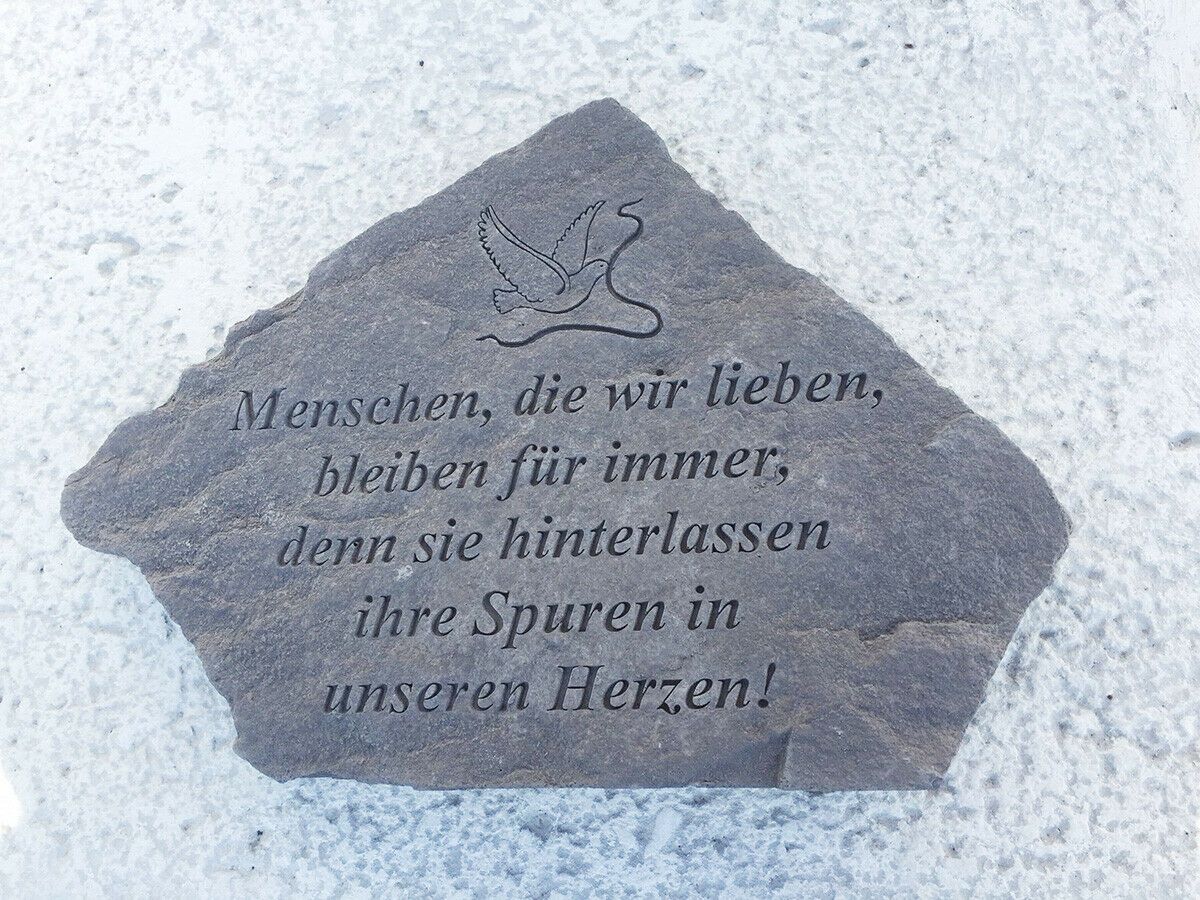 Menschen, die wir lieben,
bleiben für immer,
denn sie hinterlassen
ihre Spuren in
unseren Herzen!